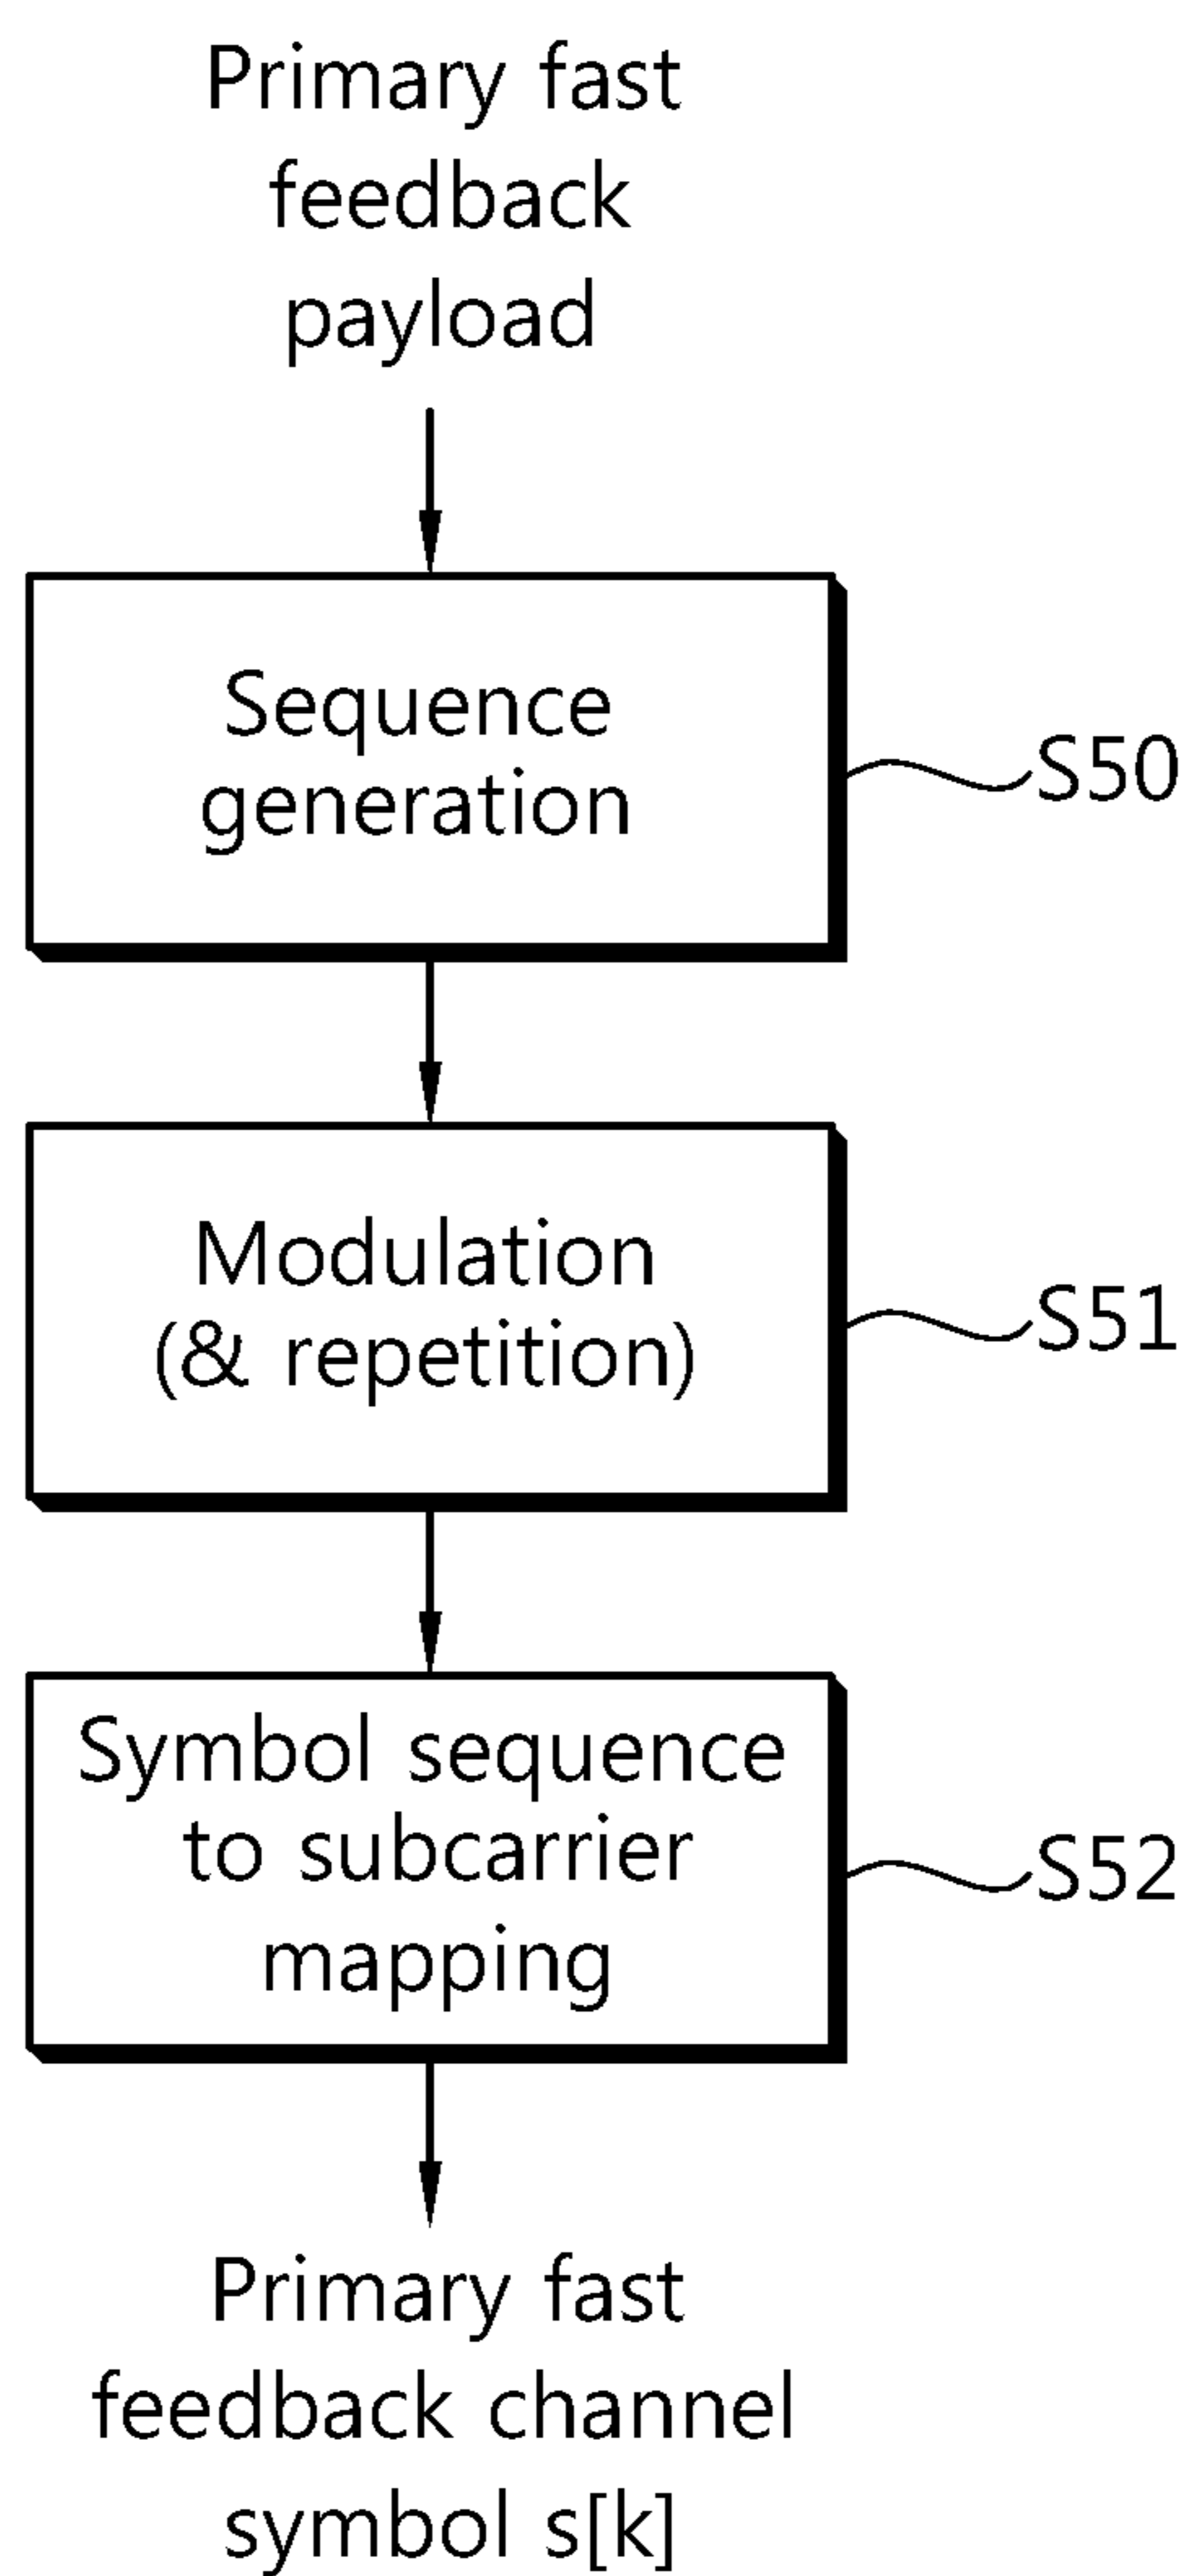 Primary fast
feedback
payload
Sequence
generation
S50
Modulation
(& repetition)
S51
Symbol sequence
to subcarrier
mapping
S52
Primary fast
feedback channel
symbol s[k]